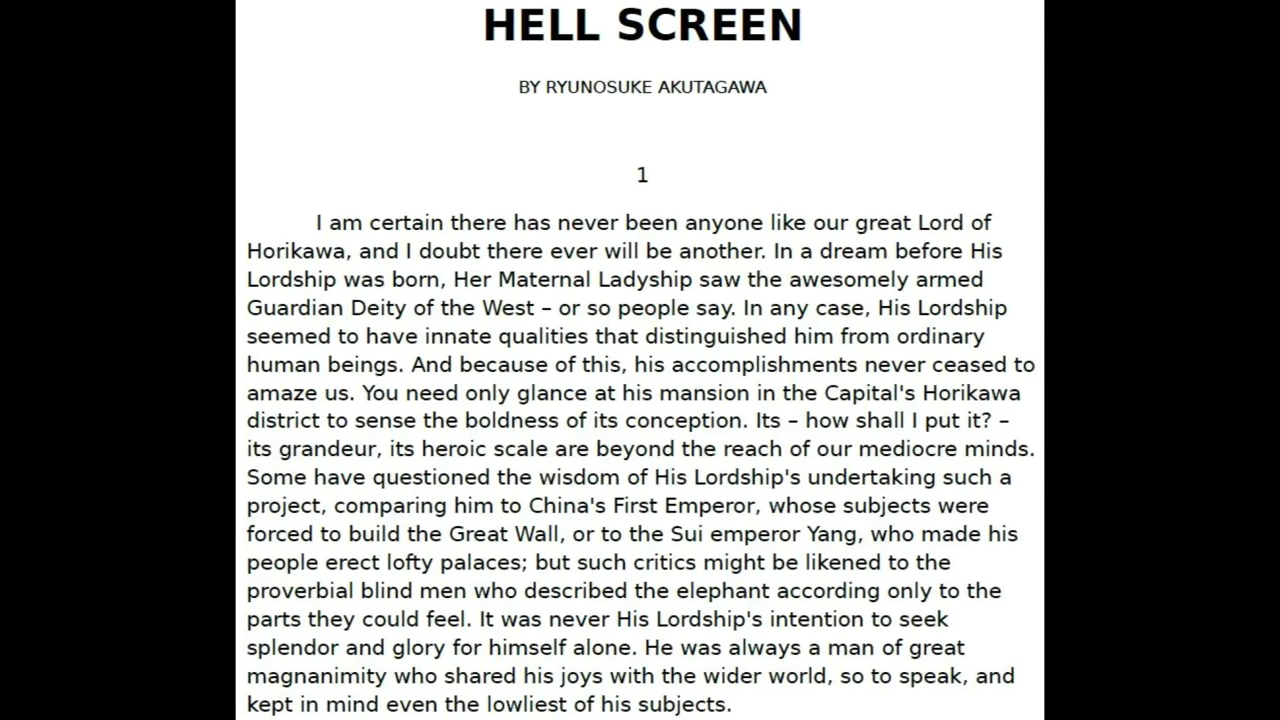 HELL SCREEN
BY RYUNOSUKE AKUTAGAWA
1
I am certain there has never been anyone like our great Lord of
Horikawa, and I doubt there ever will be another. In a dream before His
Lordship was born, Her Maternal Ladyship saw the awesomely armed
Guardian Deity of the West – or so people say. In any case, His Lordship
seemed to have innate qualities that distinguished him from ordinary
human beings. And because of this, his accomplishments never ceased to
amaze us. You need only glance at his mansion in the Capital's Horikawa
district to sense the boldness of its conception. Its – how shall I put it? –
its grandeur, its heroic scale are beyond the reach of our mediocre minds.
Some have questioned the wisdom of His Lordship's undertaking such a
project, comparing him to China's First Emperor, whose subjects were
forced to build the Great Wall, or to the Sui emperor Yang, who made his
people erect lofty palaces; but such critics might be likened to the
proverbial blind men who described the elephant according only to the
parts they could feel. It was never His Lordship's intention to seek
splendor and glory for himself alone. He was always a man of great
magnanimity who shared his joys with the wider world, so to speak, and
kept in mind even the lowliest of his subjects.